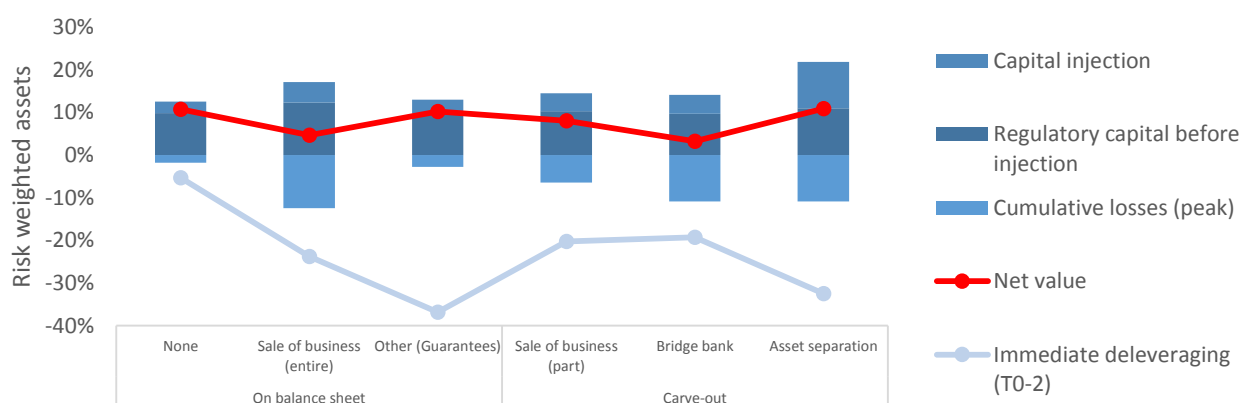 30%
20%
10%
0%
-10%
-20%
-30%
-40%
Risk weighted assets
None
Sale of business
(entire)
Other (Guarantees)
Sale of business
(part)
Bridge bank
Asset separation
On balance sheet
Carve-out
Capital injection
Regulatory capital before
injection
Cumulative losses (peak)
Net value
Immediate deleveraging
(T0-2)